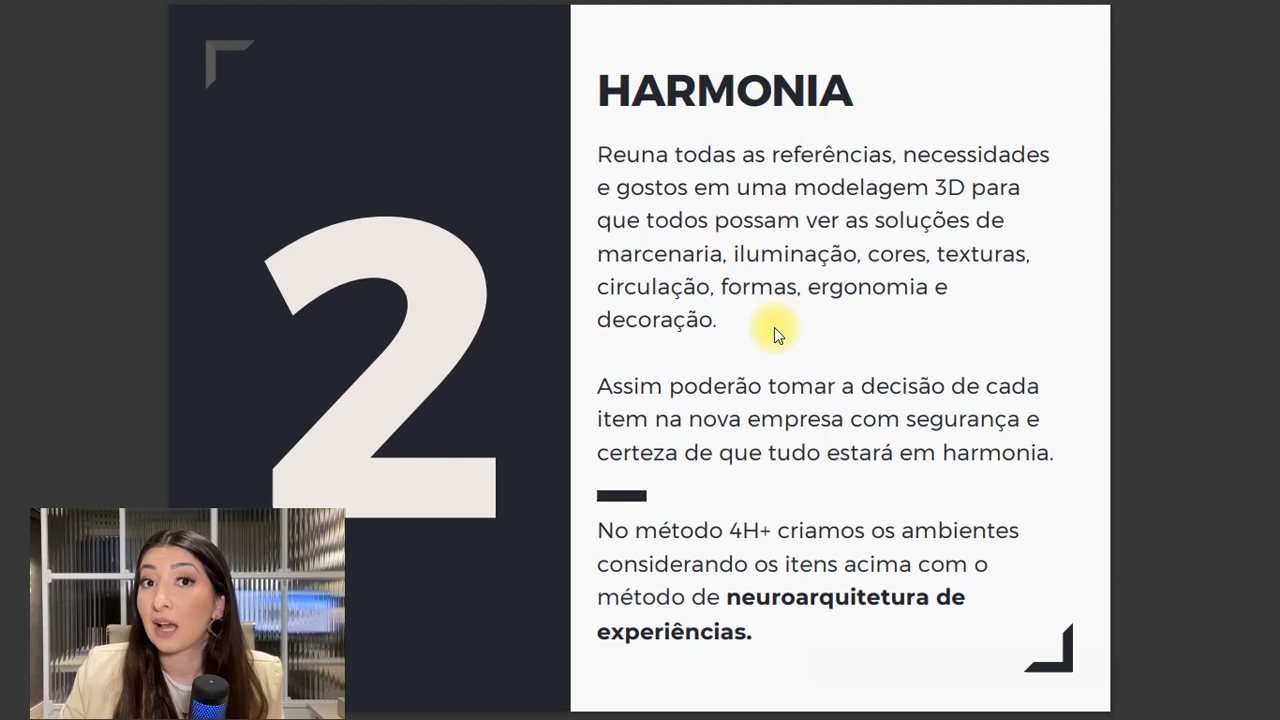 2
HARMONIA
Reuna todas as referências, necessidades
e gostos em uma modelagem 3D para
que todos possam ver as soluções de
marcenaria, iluminação, cores, texturas,
circulação, formas, ergonomia e
decoração.
Assim poderão tomar a decisão de cada
item na nova empresa com segurança e
certeza de que tudo estará em harmonia.
No método 4H+ criamos os ambientes
considerando os itens acima com o
método de neuroarquitetura de
experiências.